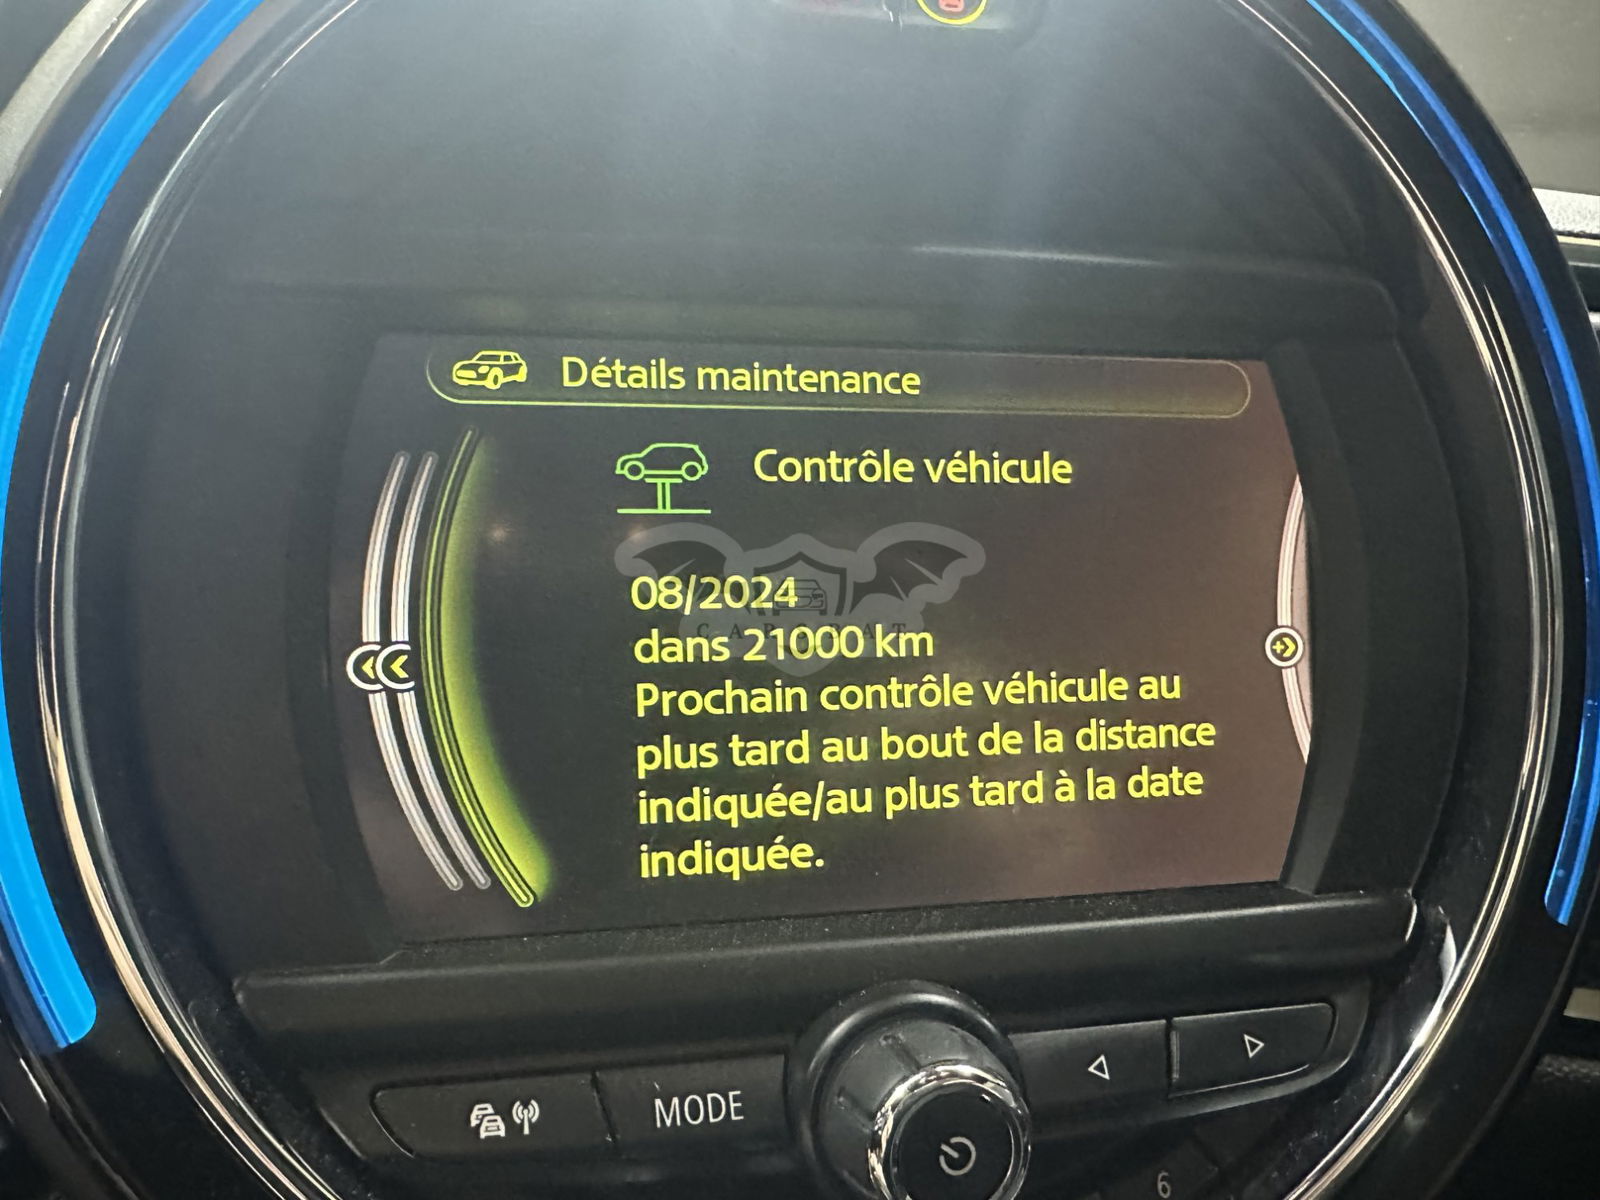 Détails maintenance
Contrôle véhicule
08/2024
dans 21000 km
Prochain contrôle véhicule au
plus tard au bout de la distance
indiquée/au plus tard à la date
indiquée.
MODE
6